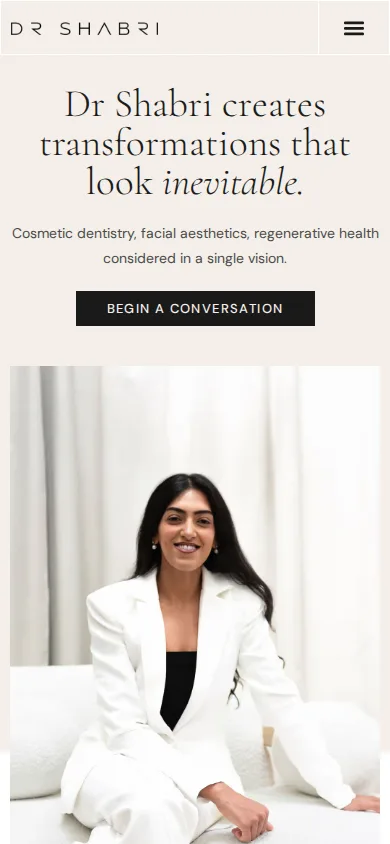 DR SHABRI
Dr Shabri creates
transformations that
look inevitable.
Cosmetic dentistry, facial aesthetics, regenerative health
considered in a single vision.
BEGIN A CONVERSATION